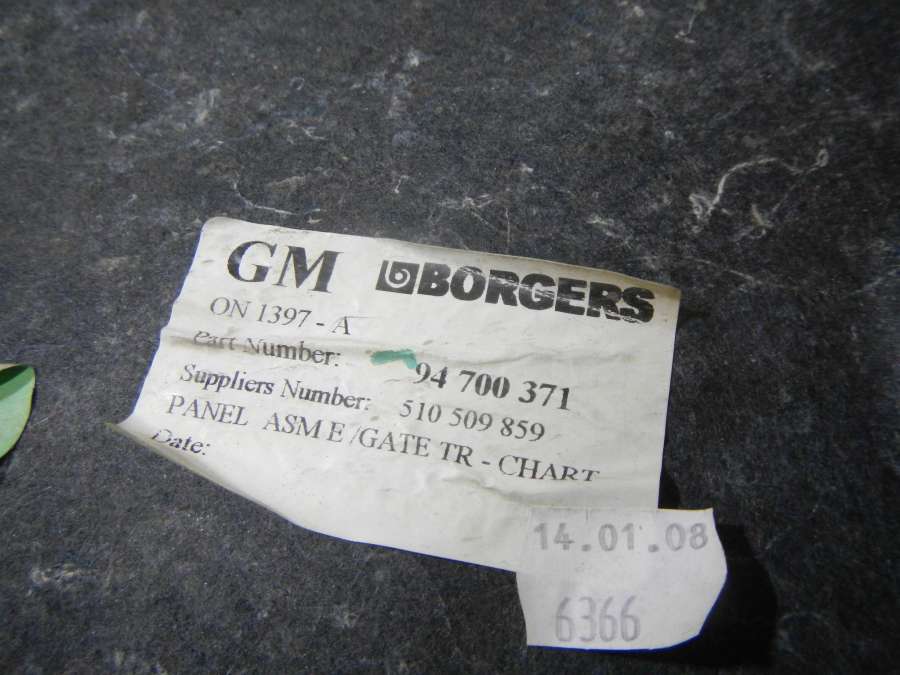 GM BORGERS
ON 1397 - A
Part Number: 94 700 371
Suppliers Number: 510 509 859
PANEL ASM E/GATE TR - CHART
Date:
14.01.08
6366